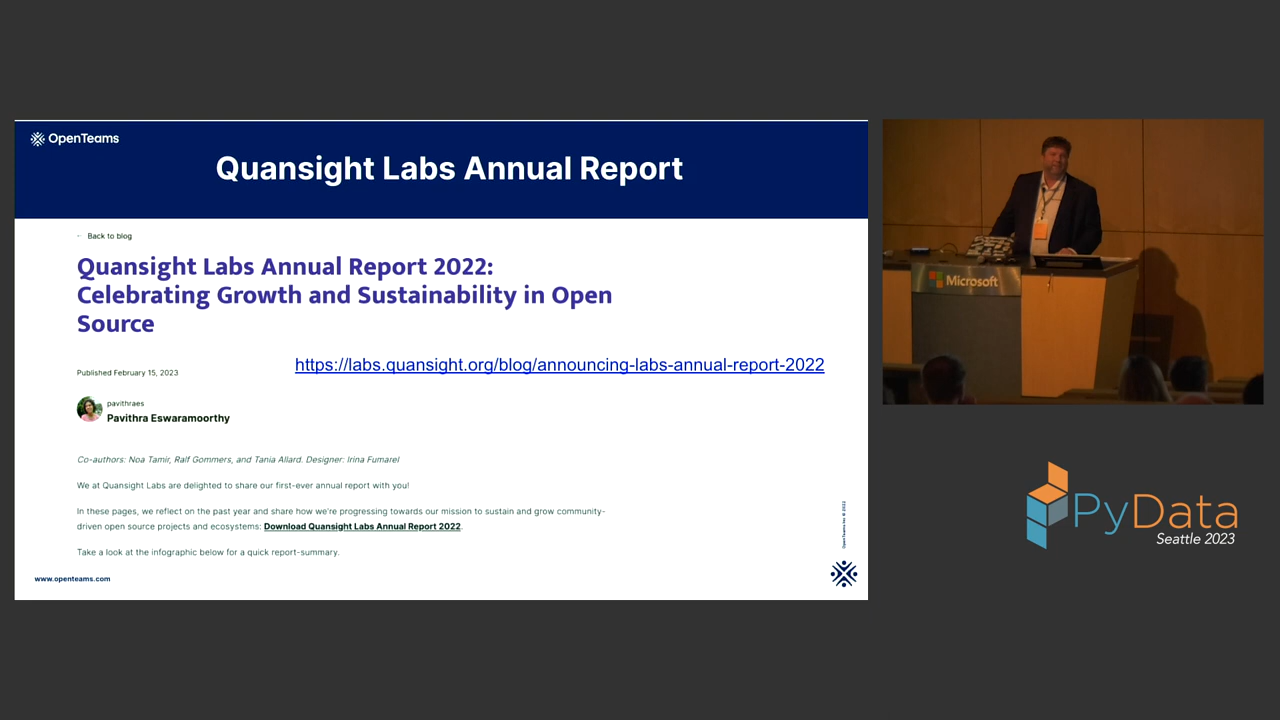 OpenTeams
Quansight Labs Annual Report
← Back to blog
Quansight Labs Annual Report 2022:
Celebrating Growth and Sustainability in Open
Source
https://labs.quansight.org/blog/announcing-labs-annual-report-2022
Published February 15, 2023
pavithraes
Pavithra Eswaramoorthy
Co-authors: Noa Tamir, Ralf Gommers, and Tania Allard. Designer: Irina Fumarel
We at Quansight Labs are delighted to share our first-ever annual report with you!
In these pages, we reflect on the past year and share how we're progressing towards our mission to sustain and grow community-
driven open source projects and ecosystems: Download Quansight Labs Annual Report 2022.
Take a look at the infographic below for a quick report-summary.
www.openteams.com
OpenTeams Inc © 2023
Microsoft
PyData
Seattle 2023